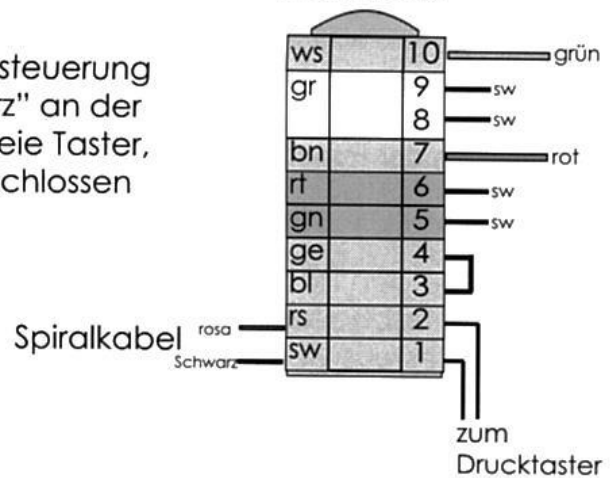 steuerung
z” an der
eie Taster,
chlossen
ws 10 grün
gr 9 sw
8 sw
bn 7 rot
rt 6 sw
gn 5 sw
ge 4
bl 3
rs 2
sw 1
Spiralkabel rosa
Schwarz
zum
Drucktaster